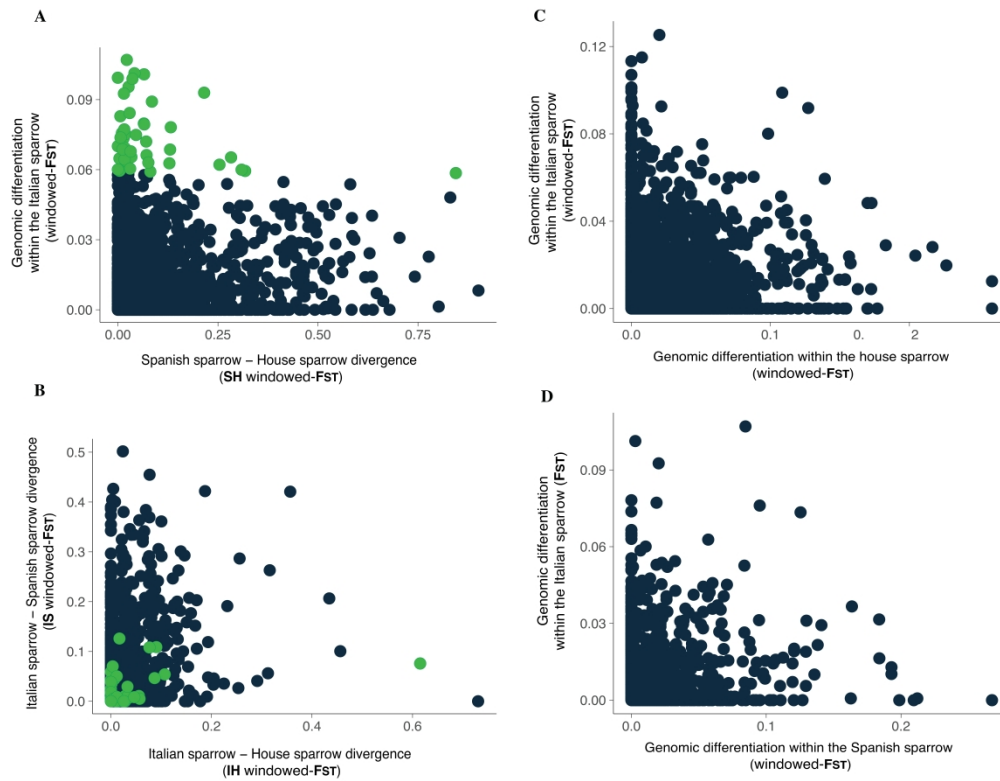 A
Genomic differentiation
within the Italian sparrow
(windowed-FST)
0.09
0.06
0.03
0.00
0.00
0.25
0.50
0.75
Spanish sparrow – House sparrow divergence
(SH windowed-FST)
B
Italian sparrow – Spanish sparrow divergence
(IS windowed-FST)
0.5
0.4
0.3
0.2
0.1
0.0
0.0
0.2
0.4
0.6
Italian sparrow – House sparrow divergence
(IH windowed-FST)
C
Genomic differentiation
within the Italian sparrow
(windowed-FST)
0.12
0.08
0.04
0.00
0.0
0.1
0. 2
Genomic differentiation within the house sparrow
(windowed-FST)
D
Genomic differentiation
within the Italian sparrow (FST)
0.09
0.06
0.03
0.00
0.0
0.1
0.2
Genomic differentiation within the Spanish sparrow
(windowed-FST)